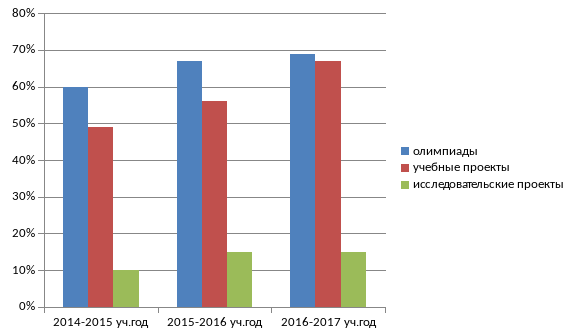 80%
70%
60%
50%
40%
30%
20%
10%
0%
2014-2015 уч.год
2015-2016 уч.год
2016-2017 уч.год
олимпиады
учебные проекты
исследовательские проекты